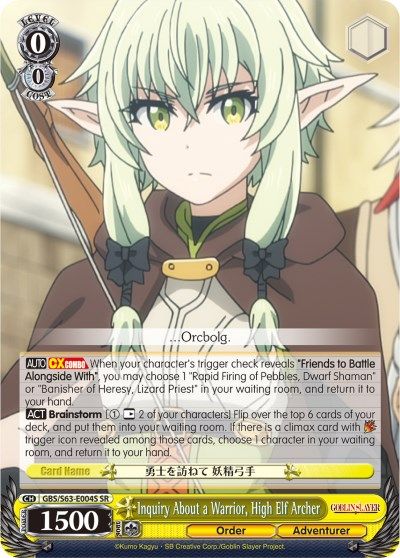 LEVEL
0
0
COST
...Orcbolg.
AUTO CX COMBO When your character's trigger check reveals "Friends to Battle
Alongside With", you may choose 1 "Rapid Firing of Pebbles, Dwarf Shaman"
or "Banisher of Heresy, Lizard Priest" in your waiting room, and return it to
your hand.
ACT Brainstorm [① 2 of your characters] Flip over the top 6 cards of your
deck, and put them into your waiting room. If there is a climax card with
trigger icon revealed among those cards, choose 1 character in your waiting
room, and return it to your hand.
Card Name 勇士を訪ねて 妖精弓手
CH GBS/S63-E004S SR Inquiry About a Warrior, High Elf Archer GOBLIN SLAYER
POWER 1500 SOUL Order Adventurer
©Kumo Kagyu・SB Creative Corp./Goblin Slayer Project.